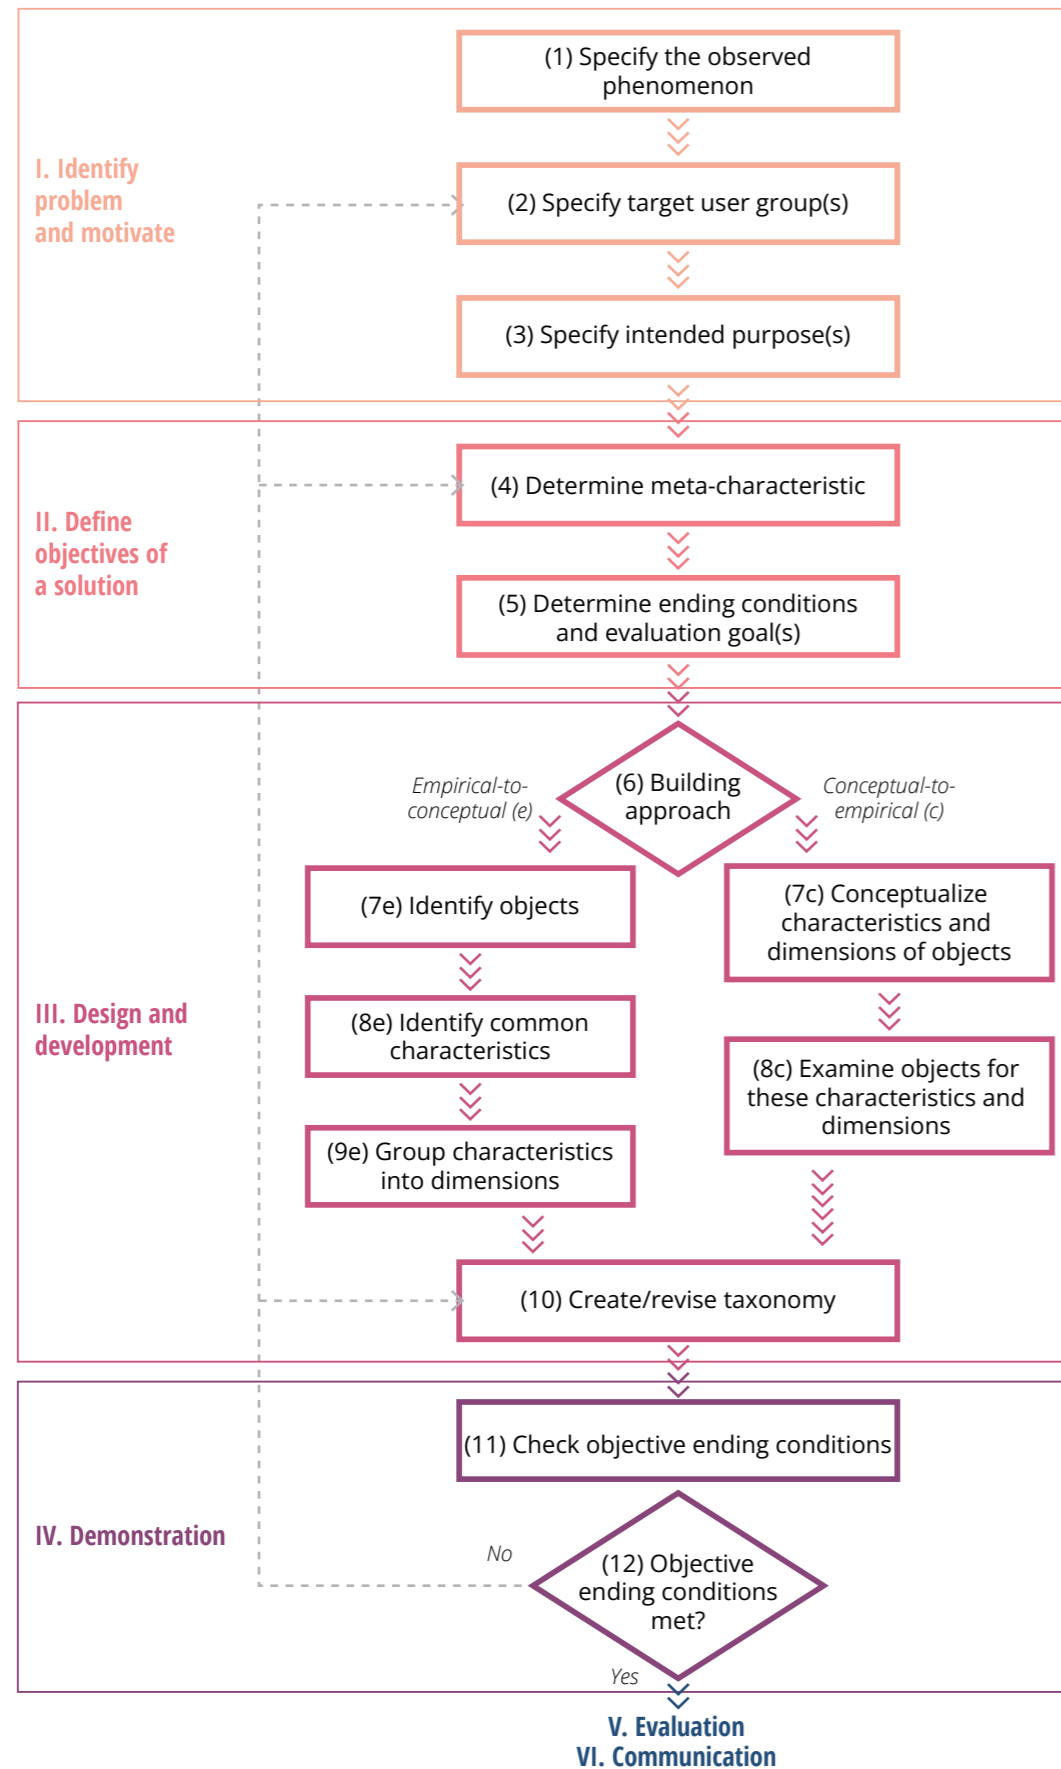 (1) Specify the observed
phenomenon
I. Identify
problem
and motivate
(2) Specify target user group(s)
(3) Specify intended purpose(s)
(4) Determine meta-characteristic
II. Define
objectives of
a solution
(5) Determine ending conditions
and evaluation goal(s)
(6) Building
approach
Empirical-to-
conceptual (e)
Conceptual-to-
empirical (c)
(7e) Identify objects
(7c) Conceptualize
characteristics and
dimensions of objects
III. Design and
development
(8e) Identify common
characteristics
(8c) Examine objects for
these characteristics and
dimensions
(9e) Group characteristics
into dimensions
(10) Create/revise taxonomy
(11) Check objective ending conditions
IV. Demonstration
No
(12) Objective
ending conditions
met?
Yes
V. Evaluation
VI. Communication